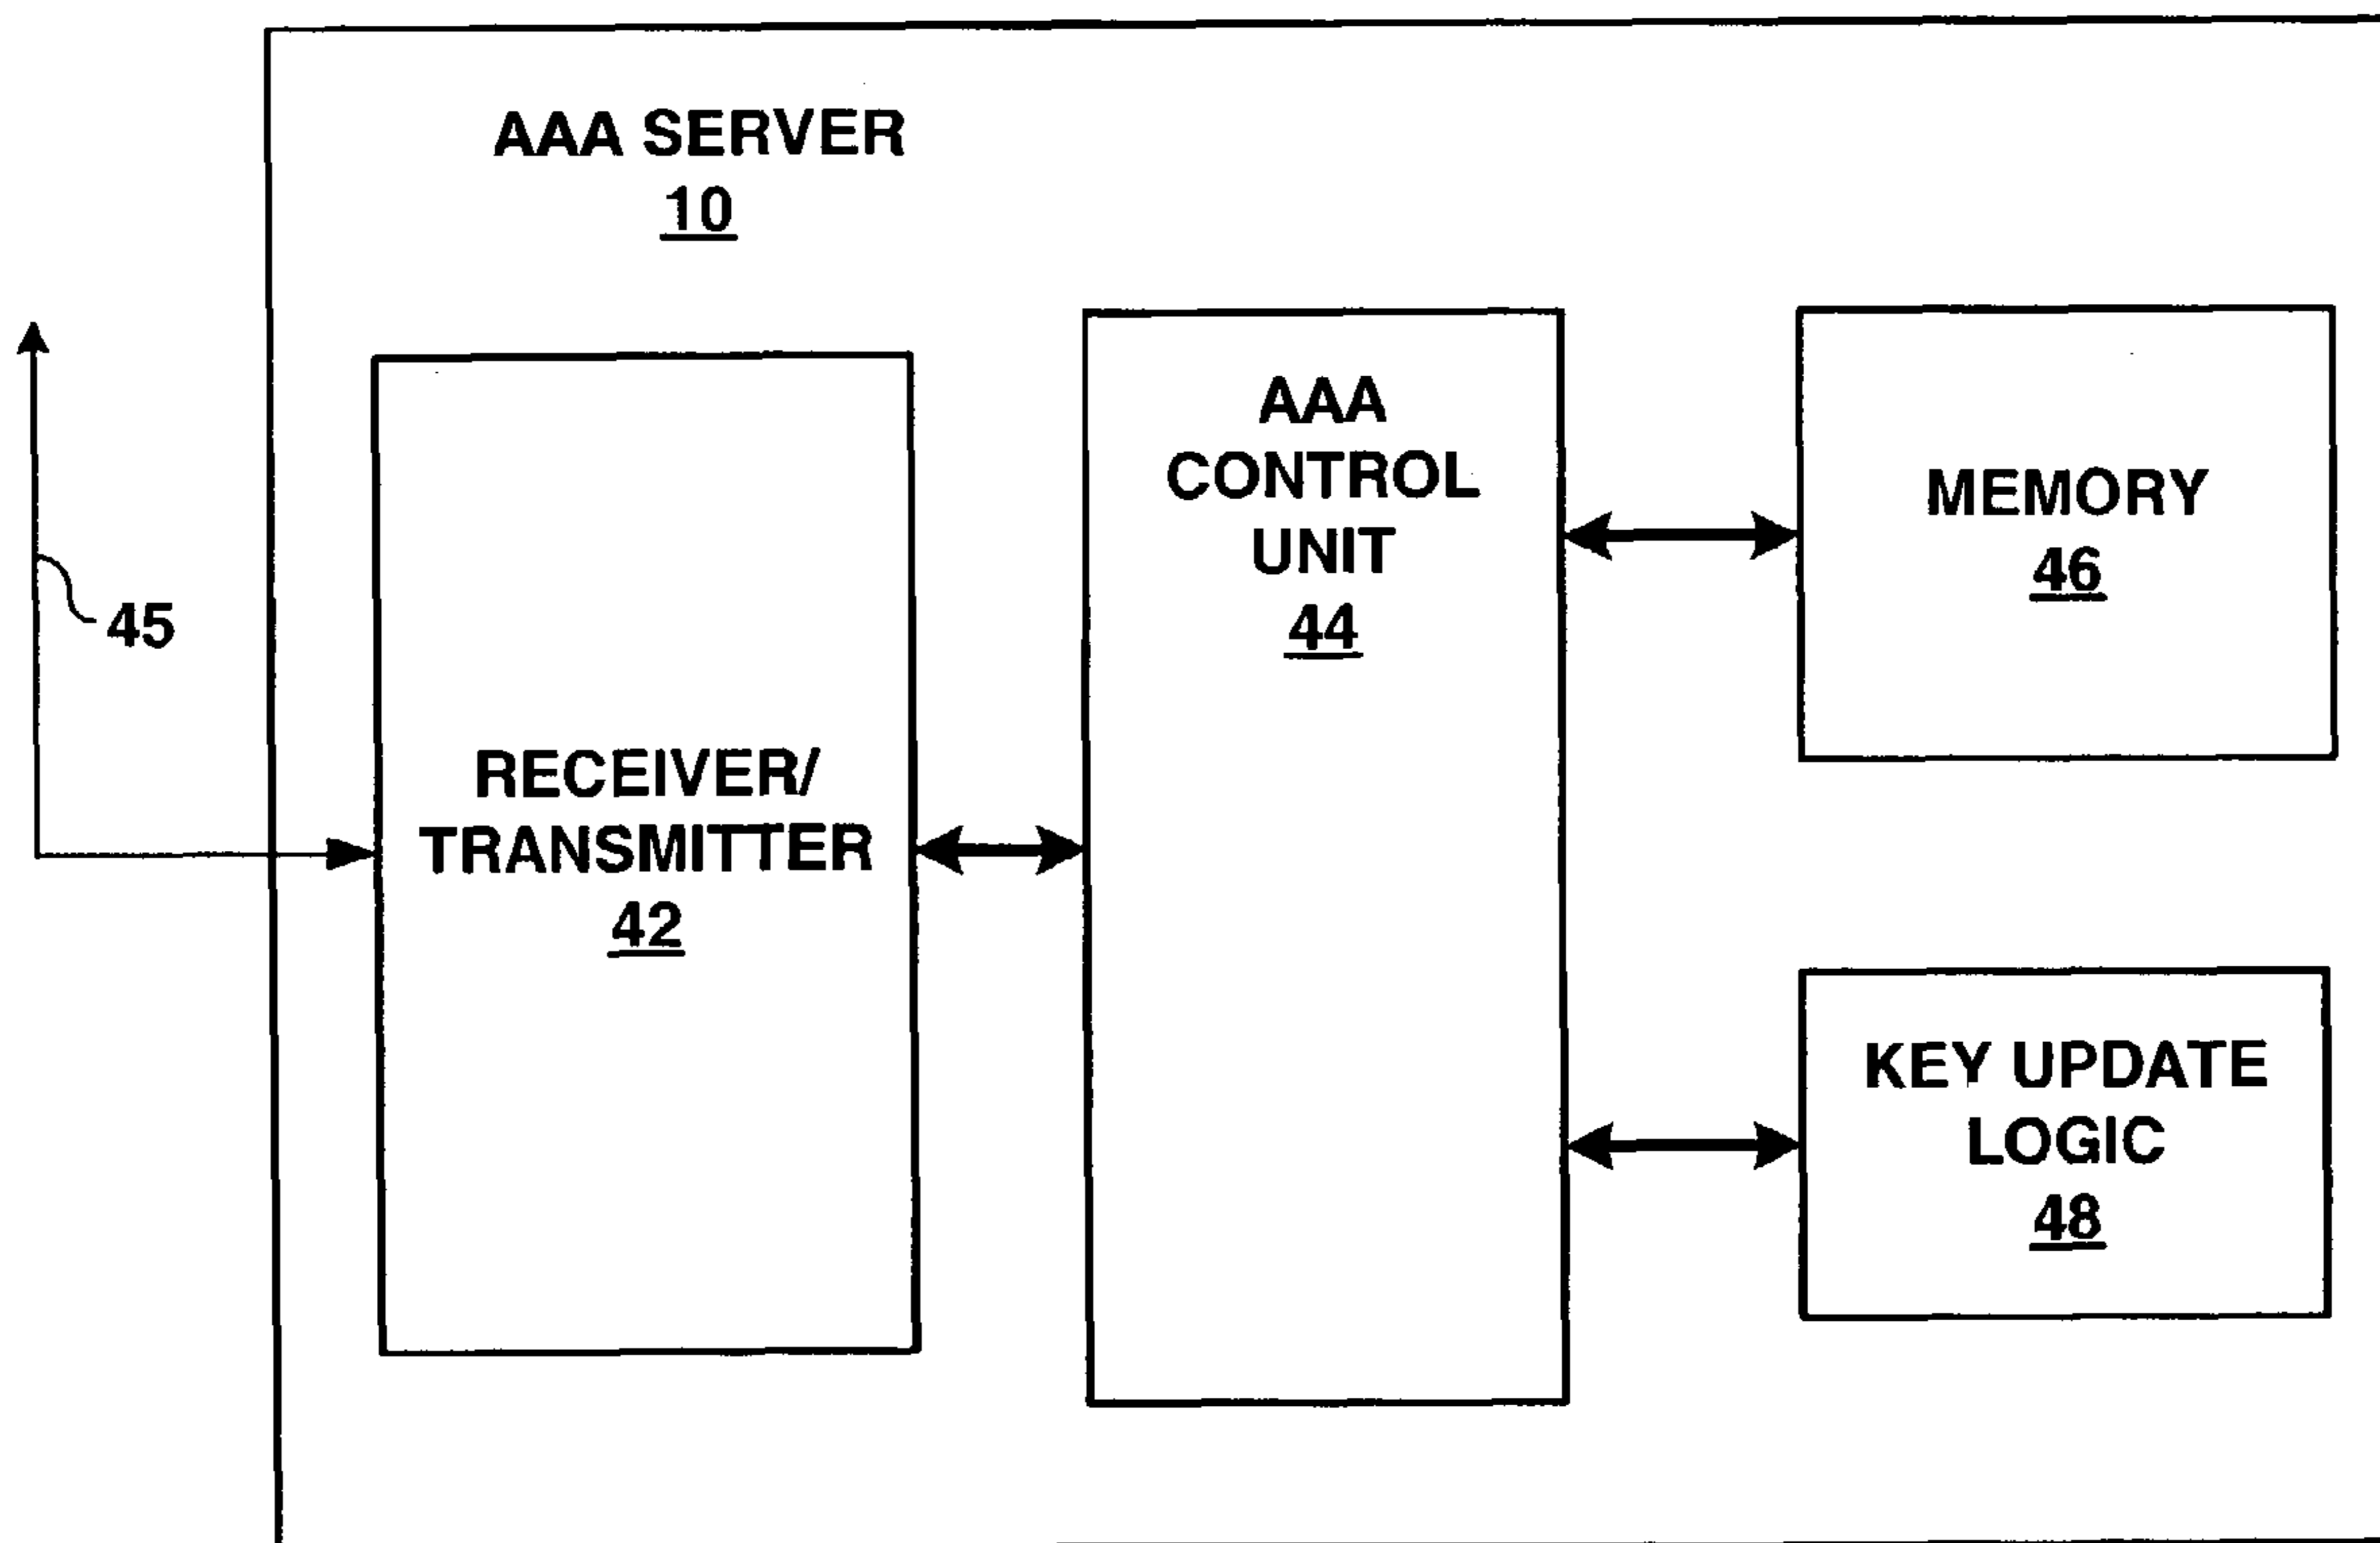 AAA SERVER
10
AAA
CONTROL
UNIT
44
MEMORY
46
45
RECEIVER/
TRANSMITTER
42
KEY UPDATE
LOGIC
48